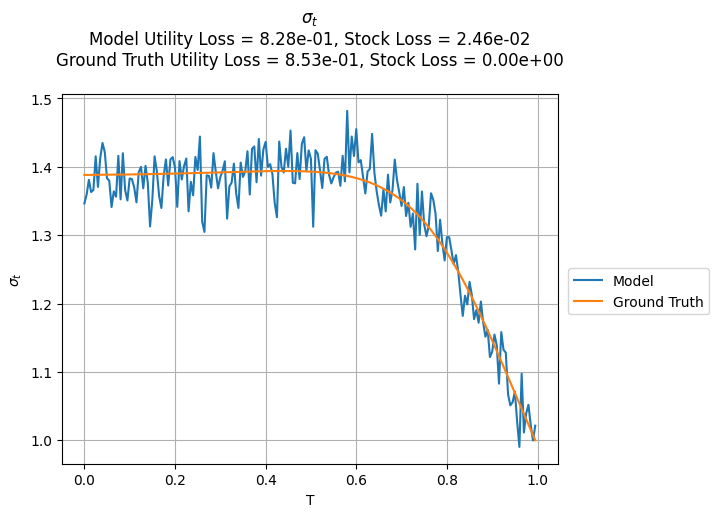 σₜ
Model Utility Loss = 8.28e-01, Stock Loss = 2.46e-02
Ground Truth Utility Loss = 8.53e-01, Stock Loss = 0.00e+00
1.5
1.4
1.3
1.2
1.1
1.0
σₜ
0.0 0.2 0.4 0.6 0.8 1.0
T
Model
Ground Truth